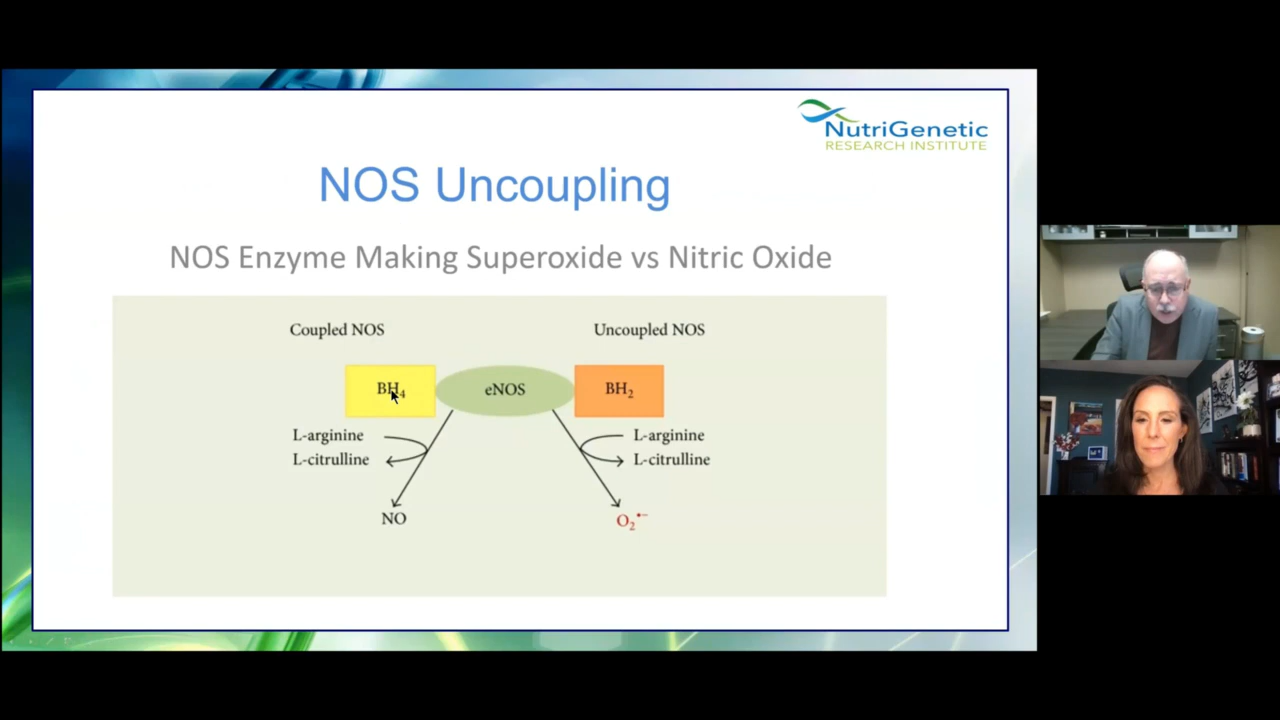 NutriGenetic
RESEARCH INSTITUTE
NOS Uncoupling
NOS Enzyme Making Superoxide vs Nitric Oxide
Coupled NOS
Uncoupled NOS
BH₄
eNOS
BH₂
L-arginine
L-citrulline
L-arginine
L-citrulline
NO
O₂•−